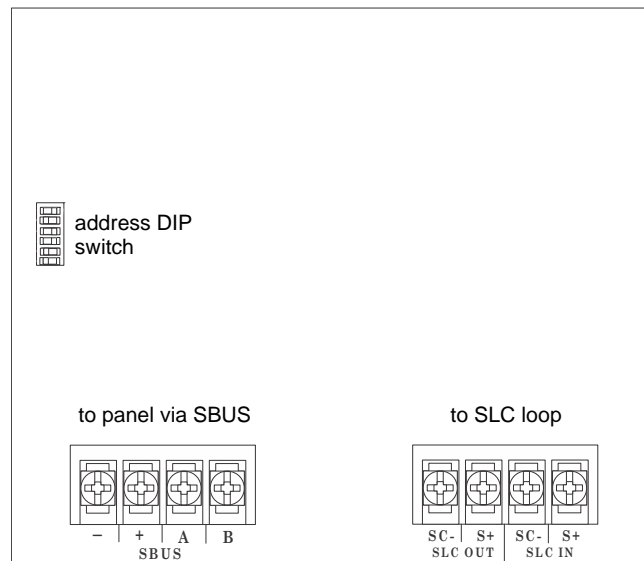 address DIP
switch
to panel via SBUS
to SLC loop
− + A B
SBUS
SC- S+ SC- S+
SLC OUT SLC IN